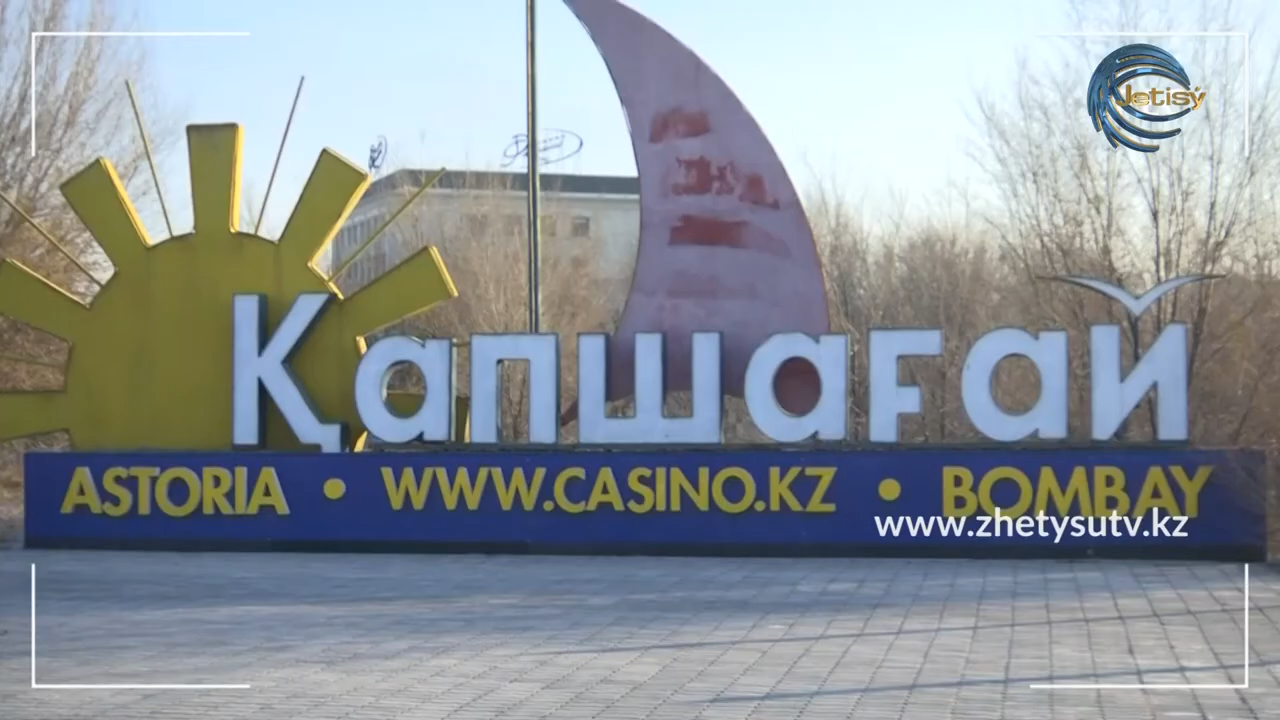 Jetisý
Қапшағай
ASTORIA • WWW.CASINO.KZ • BOMBAY
www.zhetysutv.kz